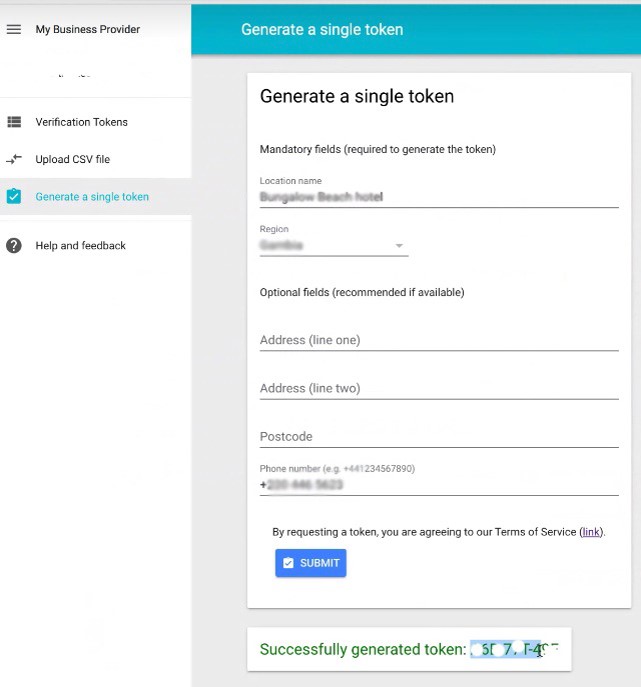 My Business Provider
Generate a single token
Verification Tokens
Upload CSV file
Generate a single token
Help and feedback
Generate a single token
Mandatory fields (required to generate the token)
Location name
Bungalow Beach hotel
Region
Gambia
Optional fields (recommended if available)
Address (line one)
Address (line two)
Postcode
Phone number (e.g. +441234567890)
By requesting a token, you are agreeing to our Terms of Service (link).
SUBMIT
Successfully generated token: